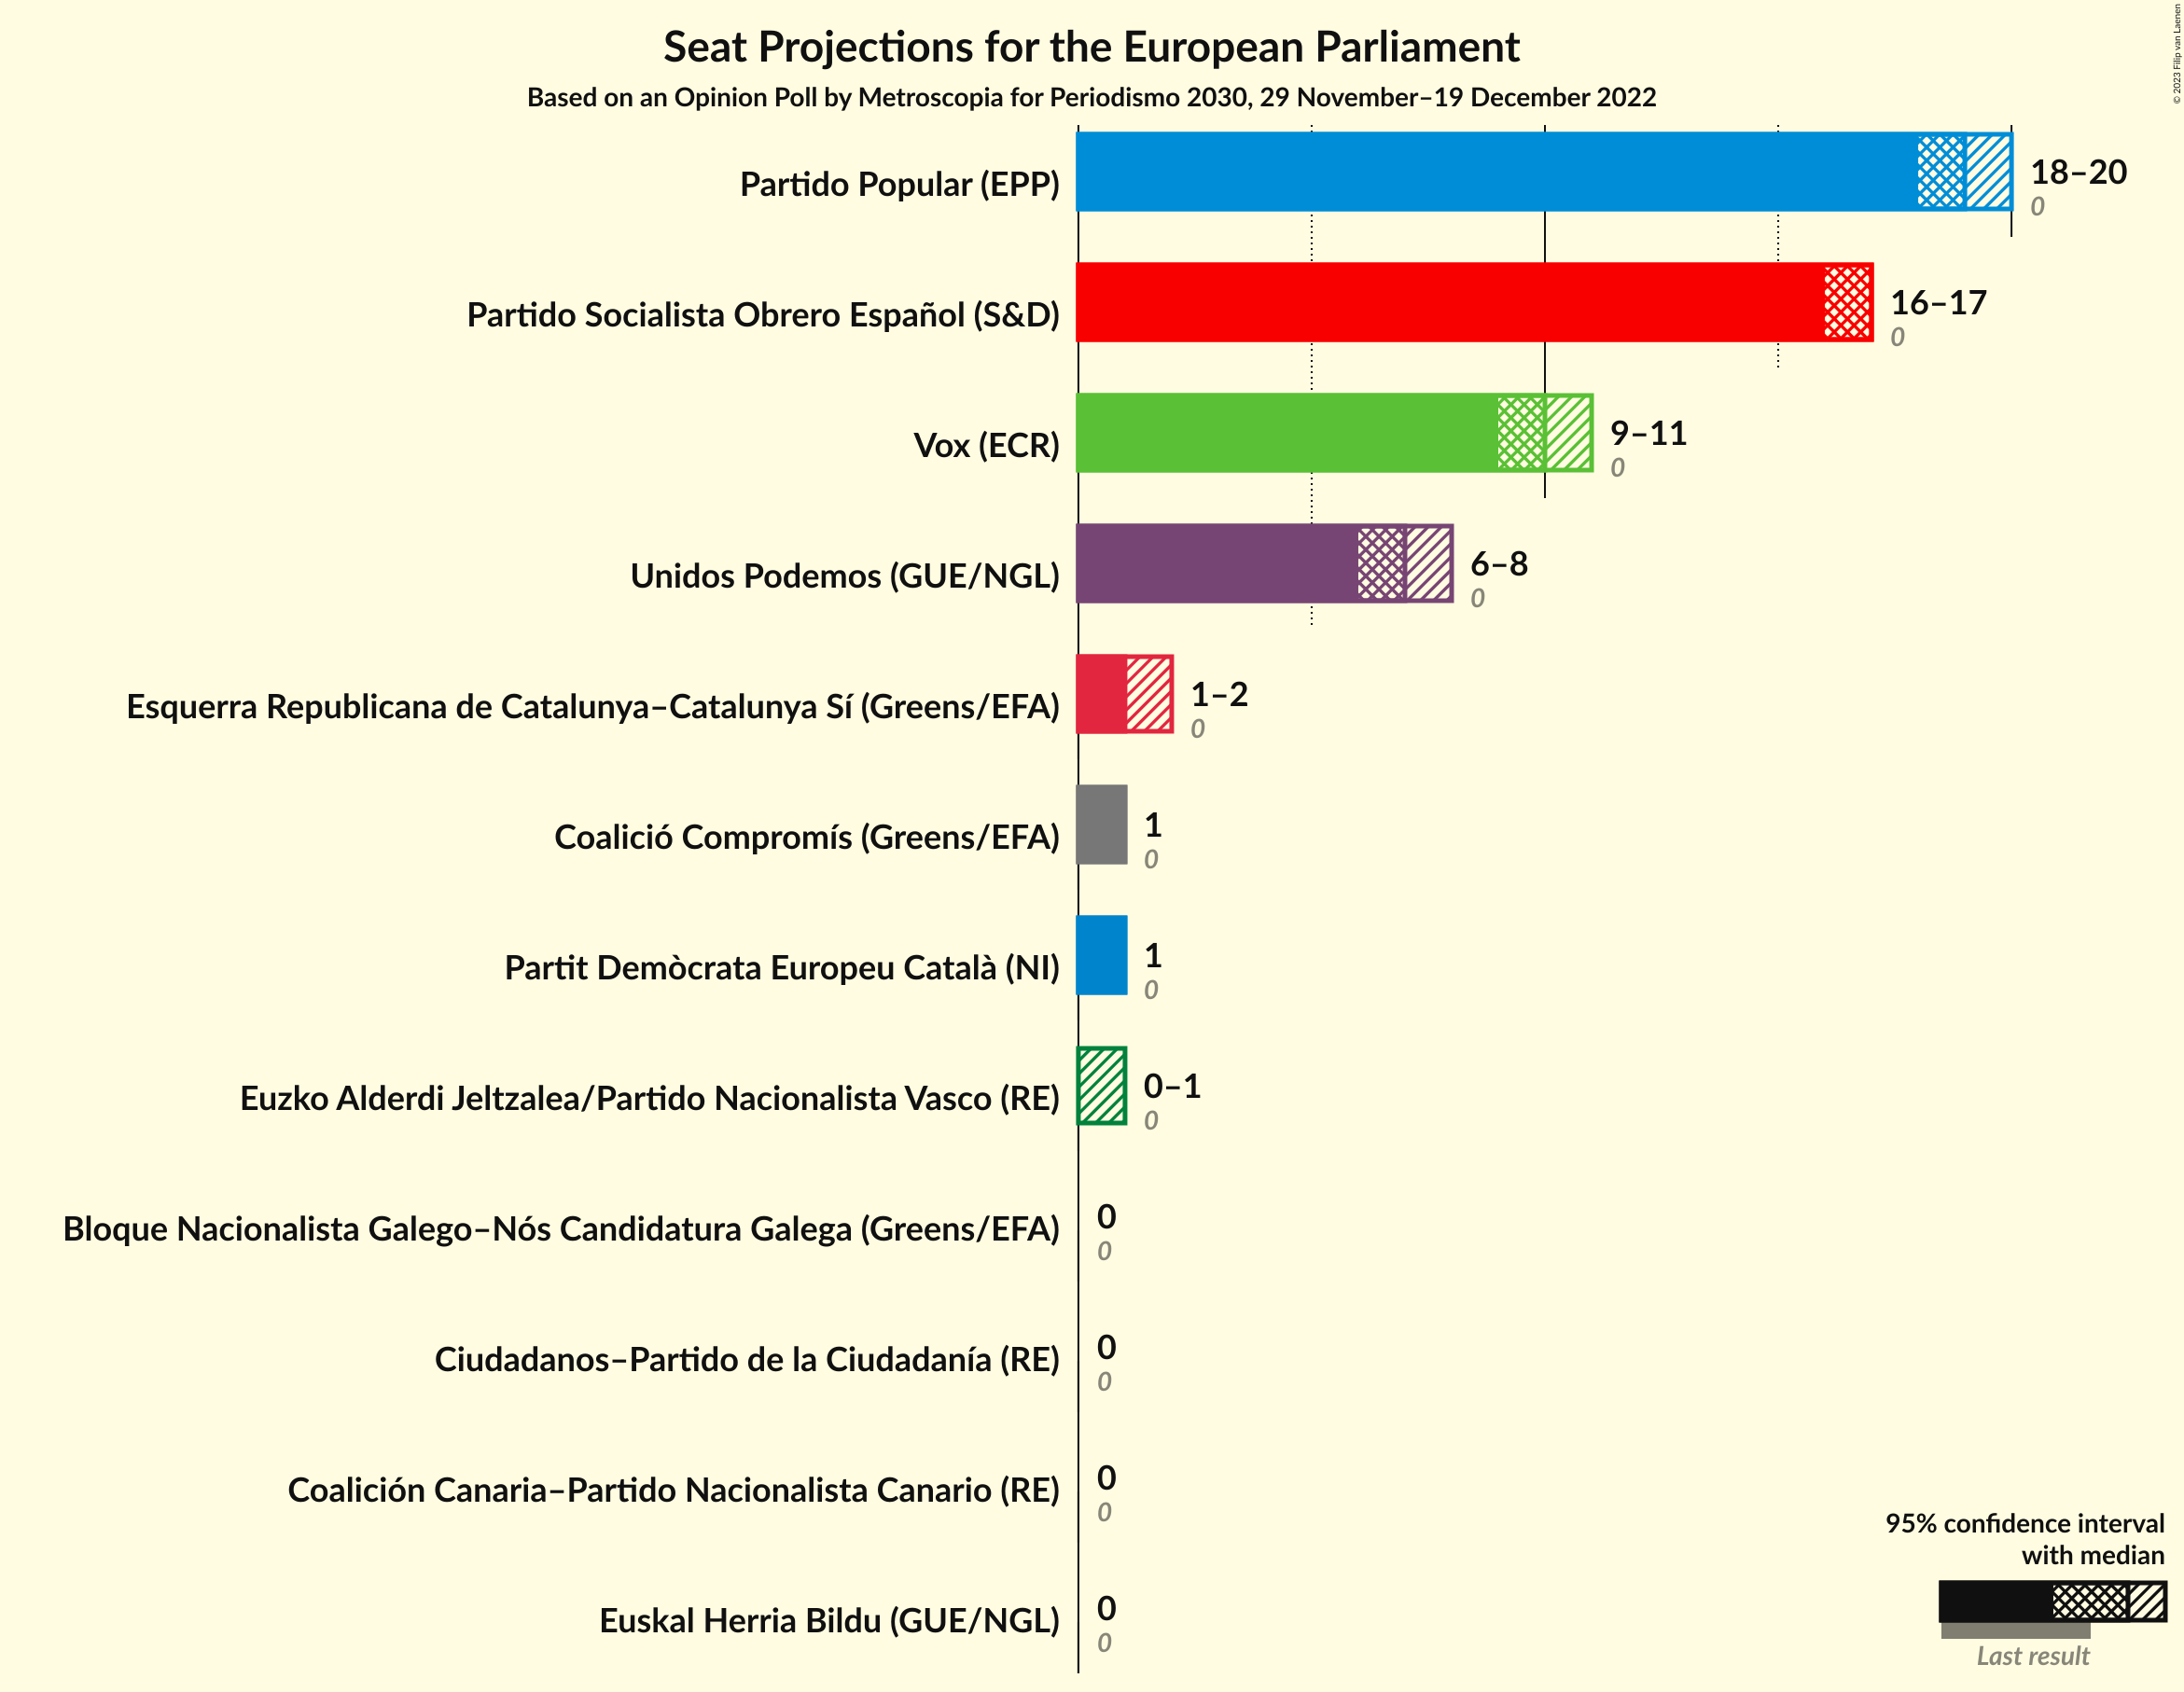 Seat Projections for the European Parliament
Based on an Opinion Poll by Metroscopia for Periodismo 2030, 29 November–19 December 2022
© 2023 Filip van Laenen
Partido Popular (EPP)
18–20
0
Partido Socialista Obrero Español (S&D)
16–17
0
Vox (ECR)
9–11
0
Unidos Podemos (GUE/NGL)
6–8
0
Esquerra Republicana de Catalunya–Catalunya Sí (Greens/EFA)
1–2
0
Coalició Compromís (Greens/EFA)
1
0
Partit Demòcrata Europeu Català (NI)
1
0
Euzko Alderdi Jeltzalea/Partido Nacionalista Vasco (RE)
0–1
0
Bloque Nacionalista Galego–Nós Candidatura Galega (Greens/EFA)
0
0
Ciudadanos–Partido de la Ciudadanía (RE)
0
0
Coalición Canaria–Partido Nacionalista Canario (RE)
0
0
Euskal Herria Bildu (GUE/NGL)
0
0
95% confidence interval
with median
Last result